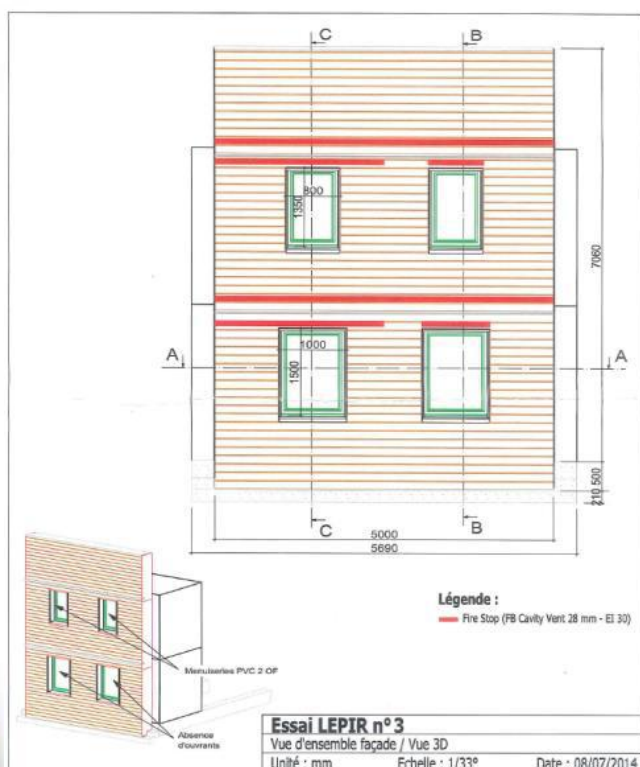 C
B
800
1350
7060
A
1000
1500
A
210
500
C
B
5000
5690
Légende :
Fire Stop (FB Cavity Vent 28 mm - EI 30)
Menuiseries PVC 2 OF
Absence
d'ouvrants
Essai LEPIR n° 3
Vue d'ensemble façade / Vue 3D
Unité : mm Echelle : 1/33° Date : 08/07/2014